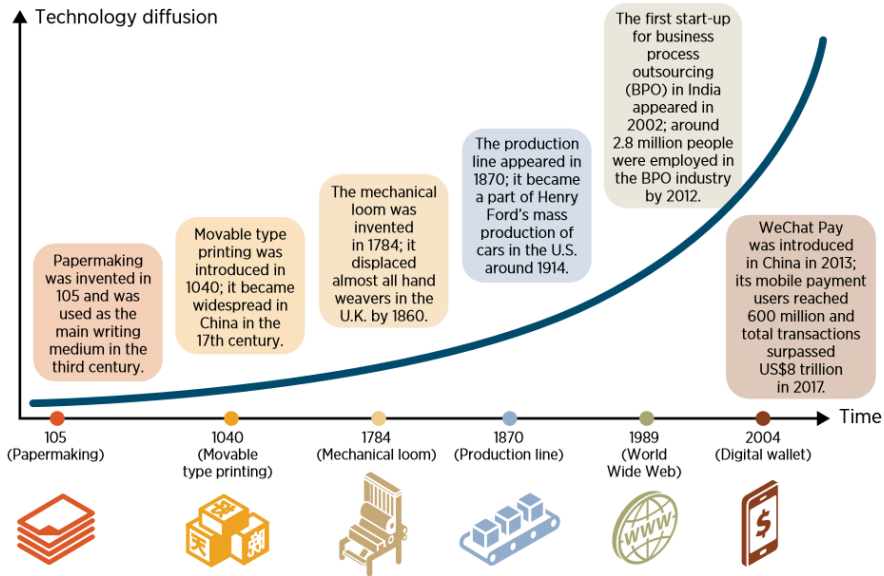 Technology diffusion
Papermaking
was invented in
105 and was
used as the
main writing
medium in the
third century.
Movable type
printing was
introduced in
1040; it became
widespread in
China in the
17th century.
The mechanical
loom was
invented
in 1784; it
displaced
almost all hand
weavers in the
U.K. by 1860.
The production
line appeared in
1870; it became
a part of Henry
Ford's mass
production of
cars in the U.S.
around 1914.
The first start-up
for business
process
outsourcing
(BPO) in India
appeared in
2002; around
2.8 million people
were employed in
the BPO industry
by 2012.
WeChat Pay
was introduced
in China in 2013;
its mobile payment
users reached
600 million and
total transactions
surpassed
US$8 trillion
in 2017.
Time
105
(Papermaking)
1040
(Movable
type printing)
1784
(Mechanical loom)
1870
(Production line)
1989
(World
Wide Web)
2004
(Digital wallet)
天
WWW
$